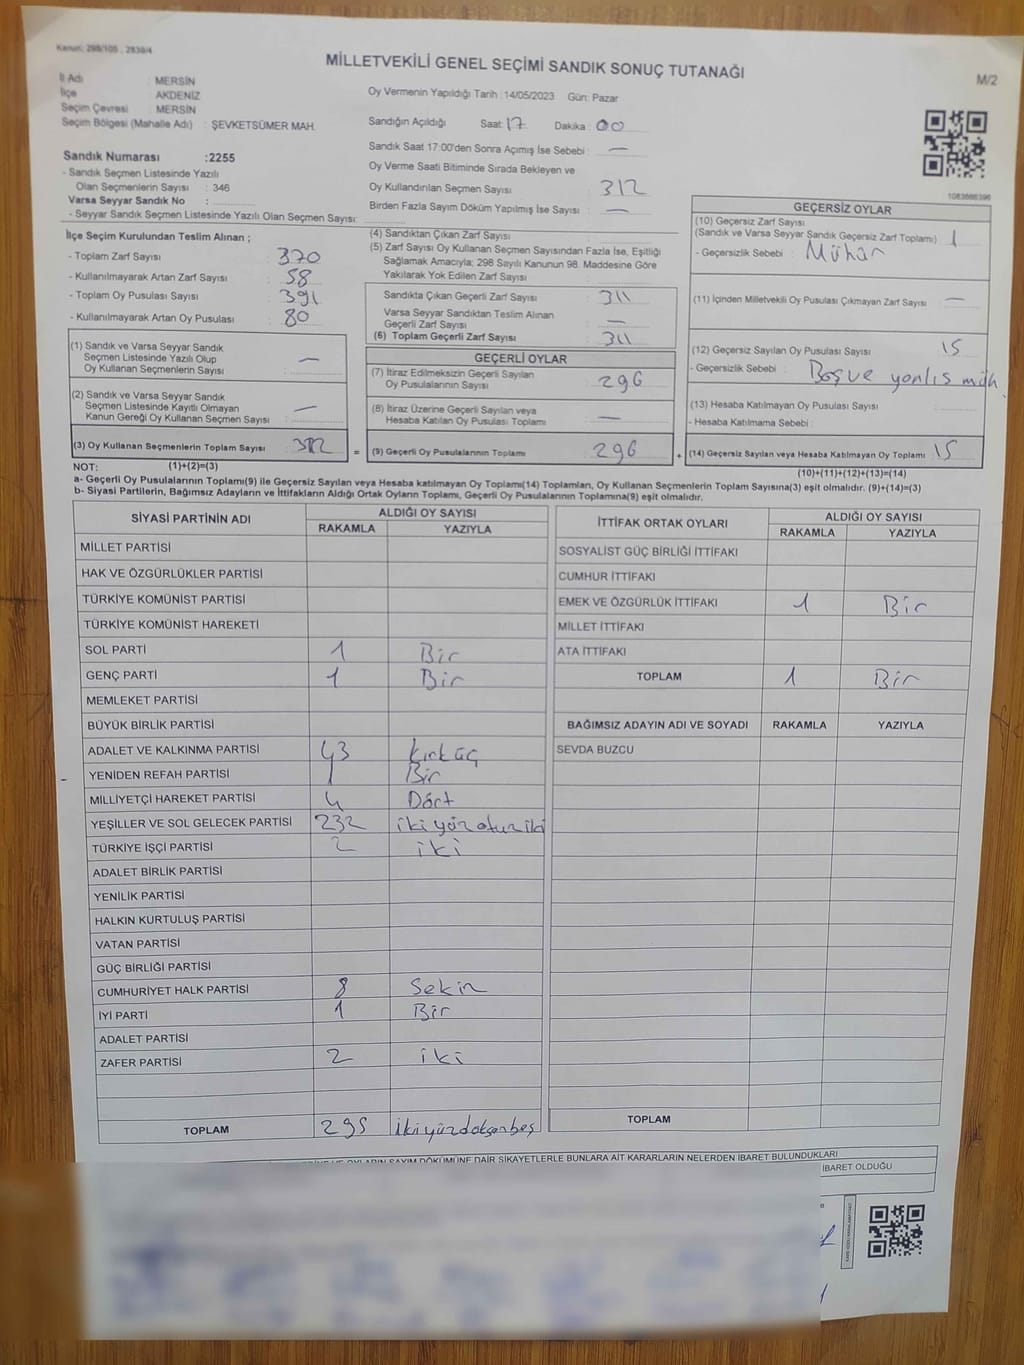 Kanun: 298/105 , 2839/4
MİLLETVEKİLİ GENEL SEÇİMİ SANDIK SONUÇ TUTANAĞI
M/2
İl Adı : MERSİN
İlçe : AKDENİZ
Seçim Çevresi : MERSİN
Seçim Bölgesi (Mahalle Adı) : ŞEVKETSÜMER MAH.
Oy Vermenin Yapıldığı Tarih :14/05/2023 Gün: Pazar
Sandığın Açıldığı Saat: 17 Dakika : 00
Sandık Saat 17:00'den Sonra Açımış İse Sebebi : —
Oy Verme Saati Bitiminde Sırada Bekleyen ve
Oy Kullandırılan Seçmen Sayısı : 312
Birden Fazla Sayım Döküm Yapılmış İse Sayısı : —
Sandık Numarası :2255
- Sandık Seçmen Listesinde Yazılı
Olan Seçmenlerin Sayısı : 346
Varsa Seyyar Sandık No :
- Seyyar Sandık Seçmen Listesinde Yazılı Olan Seçmen Sayısı:
1083666396
İlçe Seçim Kurulundan Teslim Alınan ;
- Toplam Zarf Sayısı : 370
- Kullanılmayarak Artan Zarf Sayısı : 58
- Toplam Oy Pusulası Sayısı : 391
- Kullanılmayarak Artan Oy Pusulası : 80
(1) Sandık ve Varsa Seyyar Sandık
Seçmen Listesinde Yazılı Olup
Oy Kullanan Seçmenlerin Sayısı : —
(2) Sandık ve Varsa Seyyar Sandık
Seçmen Listesinde Kayıtlı Olmayan
Kanun Gereği Oy Kullanan Seçmen Sayısı : —
(3) Oy Kullanan Seçmenlerin Toplam Sayısı : 312
(1)+(2)=(3)
(4) Sandıktan Çıkan Zarf Sayısı :
(5) Zarf Sayısı Oy Kullanan Seçmen Sayısından Fazla İse, Eşitliği
Sağlamak Amacıyla; 298 Sayılı Kanunun 98. Maddesine Göre
Yakılarak Yok Edilen Zarf Sayısı :
Sandıkta Çıkan Geçerli Zarf Sayısı : 311
Varsa Seyyar Sandıktan Teslim Alınan
Geçerli Zarf Sayısı : —
(6) Toplam Geçerli Zarf Sayısı : 311
GEÇERLİ OYLAR
(7) İtiraz Edilmeksizin Geçerli Sayılan
Oy Pusulalarının Sayısı : 296
(8) İtiraz Üzerine Geçerli Sayılan veya
Hesaba Katılan Oy Pusulası Toplamı : —
= (9) Geçerli Oy Pusulalarının Toplamı : 296
GEÇERSİZ OYLAR
(10) Geçersiz Zarf Sayısı
(Sandık ve Varsa Seyyar Sandık Geçersiz Zarf Toplamı) : 1
- Geçersizlik Sebebi : Mühür
(11) İçinden Milletvekili Oy Pusulası Çıkmayan Zarf Sayısı : —
(12) Geçersiz Sayılan Oy Pusulası Sayısı : 15
- Geçersizlik Sebebi : Boş ve yanlıs müh
(13) Hesaba Katılmayan Oy Pusulası Sayısı :
- Hesaba Katılmama Sebebi :
+ (14) Geçersiz Sayılan veya Hesaba Katılmayan Oy Toplamı : 15
(10)+(11)+(12)+(13)=(14)
NOT:
a- Geçerli Oy Pusulalarının Toplamı(9) ile Geçersiz Sayılan veya Hesaba katılmayan Oy Toplamı(14) Toplamları, Oy Kullanan Seçmenlerin Toplam Sayısına(3) eşit olmalıdır. (9)+(14)=(3)
b- Siyasi Partilerin, Bağımsız Adayların ve İttifakların Aldığı Ortak Oyların Toplamı, Geçerli Oy Pusulalarının Toplamına(9) eşit olmalıdır.
SİYASİ PARTİNİN ADI ALDIĞI OY SAYISI
RAKAMLA YAZIYLA
MİLLET PARTİSİ
HAK VE ÖZGÜRLÜKLER PARTİSİ
TÜRKİYE KOMÜNİST PARTİSİ
TÜRKİYE KOMÜNİST HAREKETİ
SOL PARTİ 1 Bir
GENÇ PARTİ 1 Bir
MEMLEKET PARTİSİ
BÜYÜK BİRLİK PARTİSİ
ADALET VE KALKINMA PARTİSİ 43 Kırk üç
YENİDEN REFAH PARTİSİ 1 Bir
MİLLİYETÇİ HAREKET PARTİSİ 4 Dört
YEŞİLLER VE SOL GELECEK PARTİSİ 232 ikiyüz otuz iki
TÜRKİYE İŞÇİ PARTİSİ 2 iki
ADALET BİRLİK PARTİSİ
YENİLİK PARTİSİ
HALKIN KURTULUŞ PARTİSİ
VATAN PARTİSİ
GÜÇ BİRLİĞİ PARTİSİ
CUMHURİYET HALK PARTİSİ 8 Sekiz
İYİ PARTİ 1 Bir
ADALET PARTİSİ
ZAFER PARTİSİ 2 iki
TOPLAM 295 ikiyüzdoksanbeş
İTTİFAK ORTAK OYLARI ALDIĞI OY SAYISI
RAKAMLA YAZIYLA
SOSYALİST GÜÇ BİRLİĞİ İTTİFAKI
CUMHUR İTTİFAKI
EMEK VE ÖZGÜRLÜK İTTİFAKI 1 Bir
MİLLET İTTİFAKI
ATA İTTİFAKI
TOPLAM 1 Bir
BAĞIMSIZ ADAYIN ADI VE SOYADI RAKAMLA YAZIYLA
SEVDA BUZCU
TOPLAM
OYLARIN SAYIM DÖKÜMÜNE DAİR ŞİKAYETLERLE BUNLARA AİT KARARLARIN NELERDEN İBARET BULUNDUKLARI
İBARET OLDUĞU